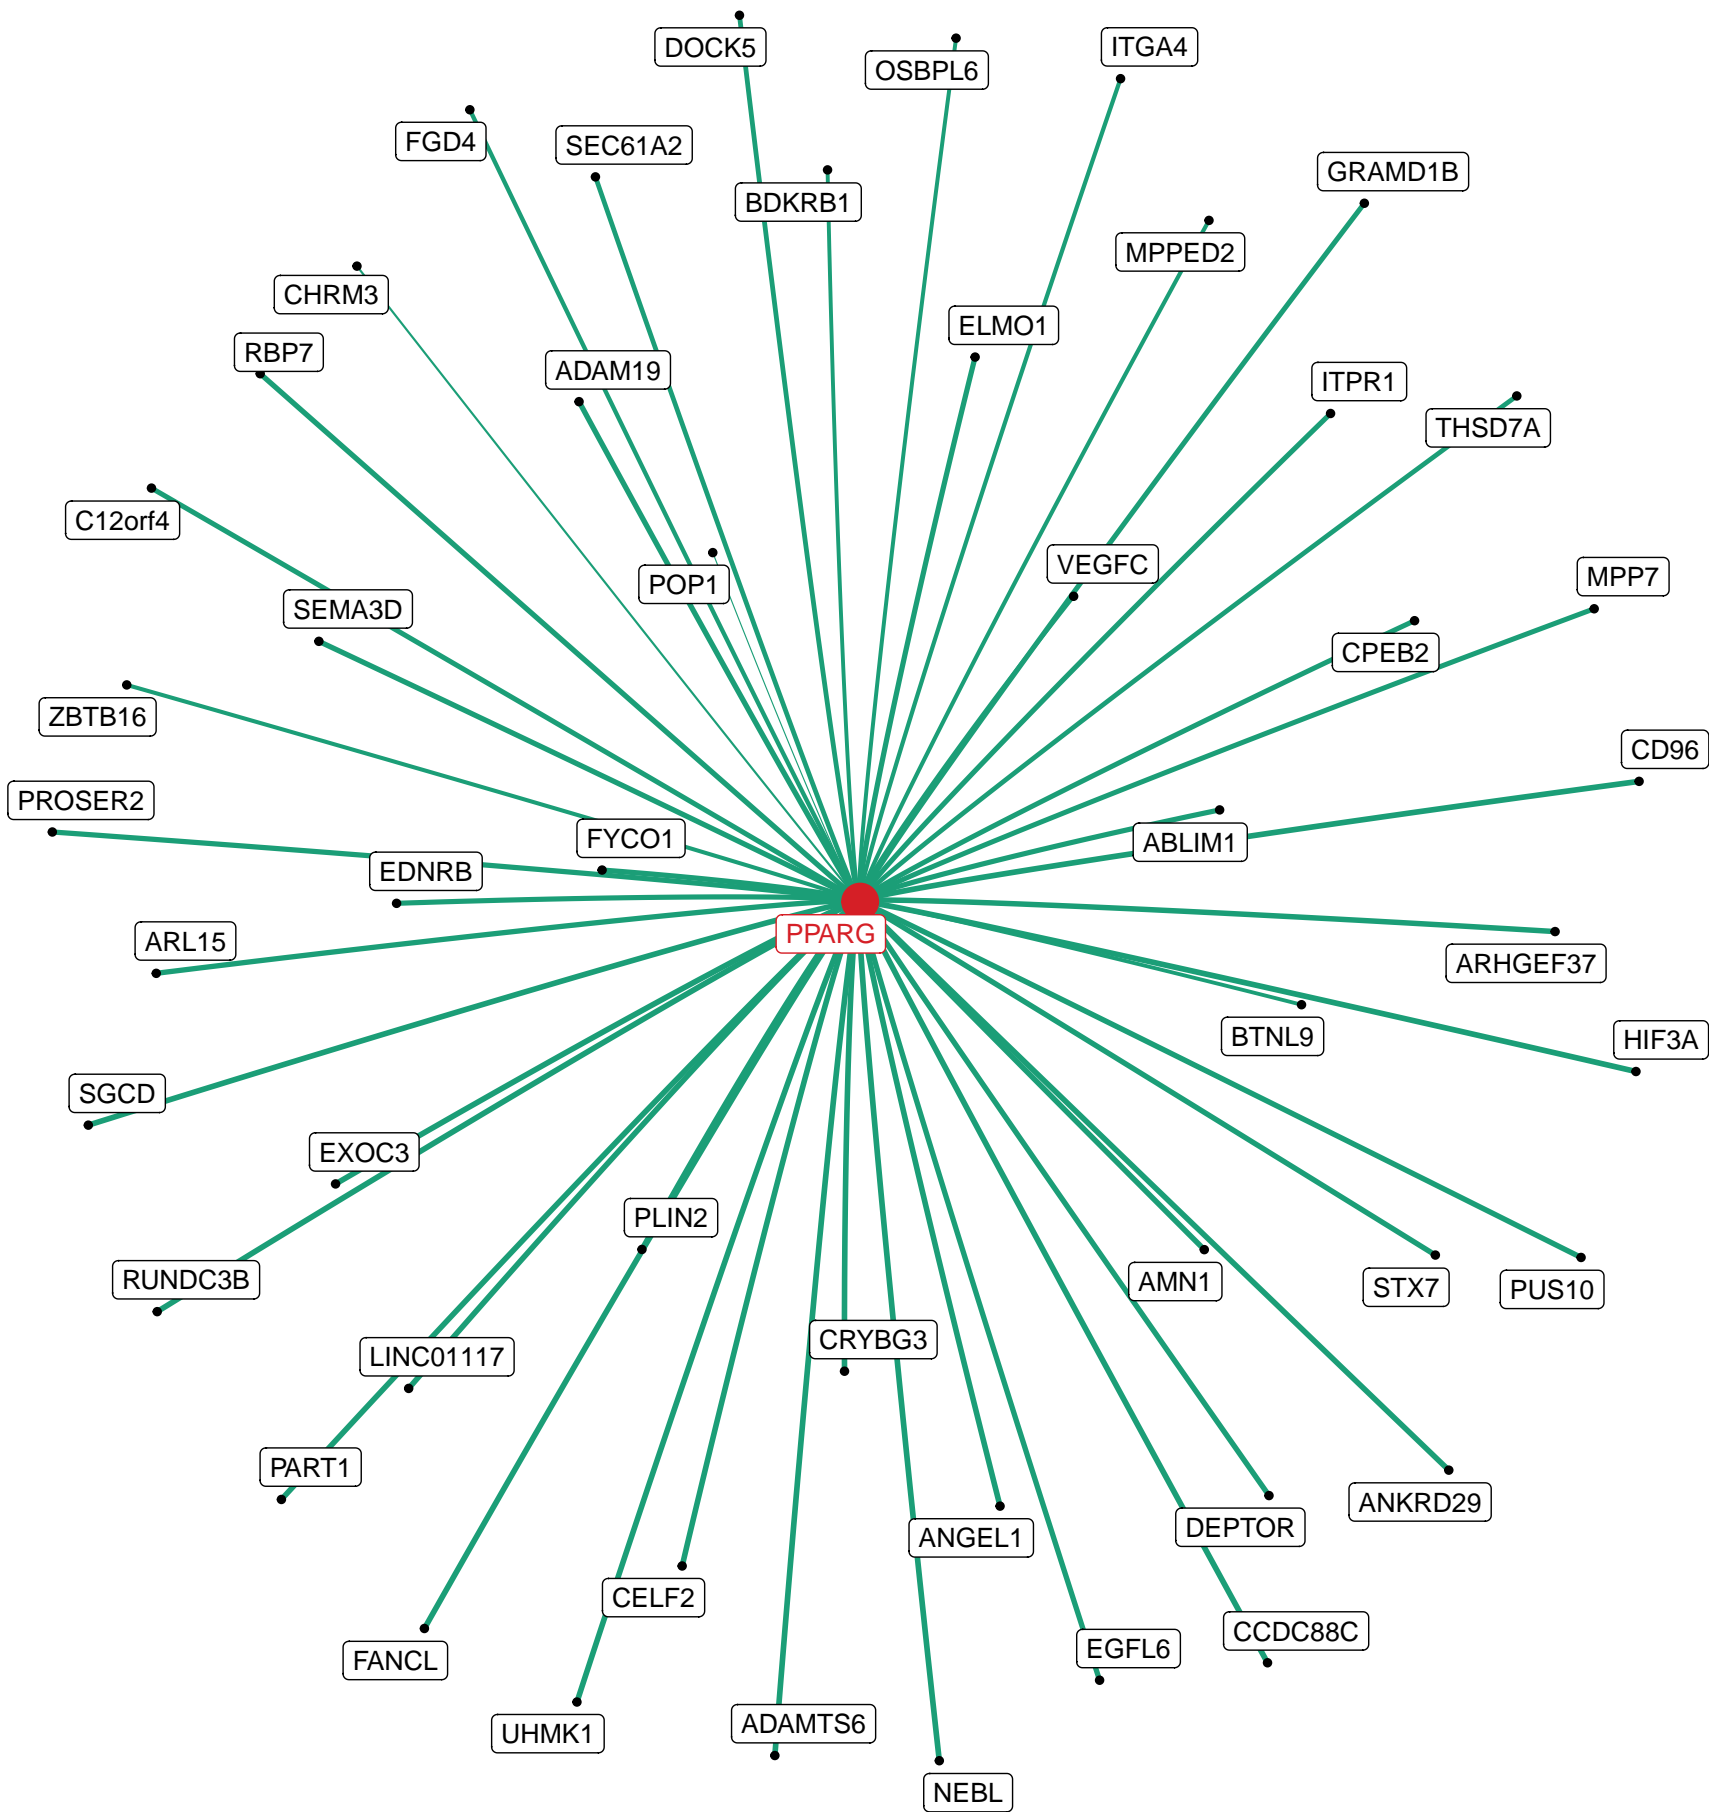 DOCK5
ITGA4
OSBPL6
FGD4
SEC61A2
GRAMD1B
BDKRB1
MPPED2
CHRM3
ELMO1
RBP7
ADAM19
ITPR1
THSD7A
C12orf4
VEGFC
MPP7
POP1
SEMA3D
CPEB2
ZBTB16
CD96
PROSER2
FYCO1
ABLIM1
EDNRB
PPARG
ARL15
ARHGEF37
BTNL9
HIF3A
SGCD
EXOC3
PLIN2
RUNDC3B
AMN1
STX7
PUS10
CRYBG3
LINC01117
PART1
ANKRD29
DEPTOR
ANGEL1
CELF2
CCDC88C
EGFL6
FANCL
ADAMTS6
UHMK1
NEBL